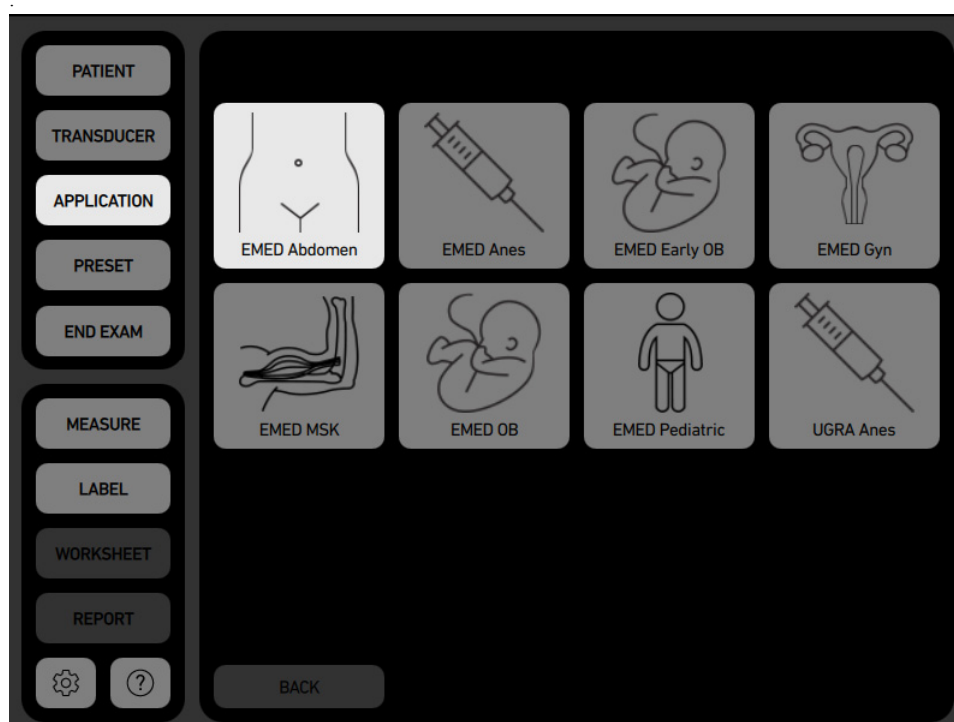 PATIENT
TRANSDUCER
APPLICATION
PRESET
END EXAM
MEASURE
LABEL
WORKSHEET
REPORT
?
EMED Abdomen
EMED Anes
EMED Early OB
EMED Gyn
EMED MSK
EMED OB
EMED Pediatric
UGRA Anes
BACK